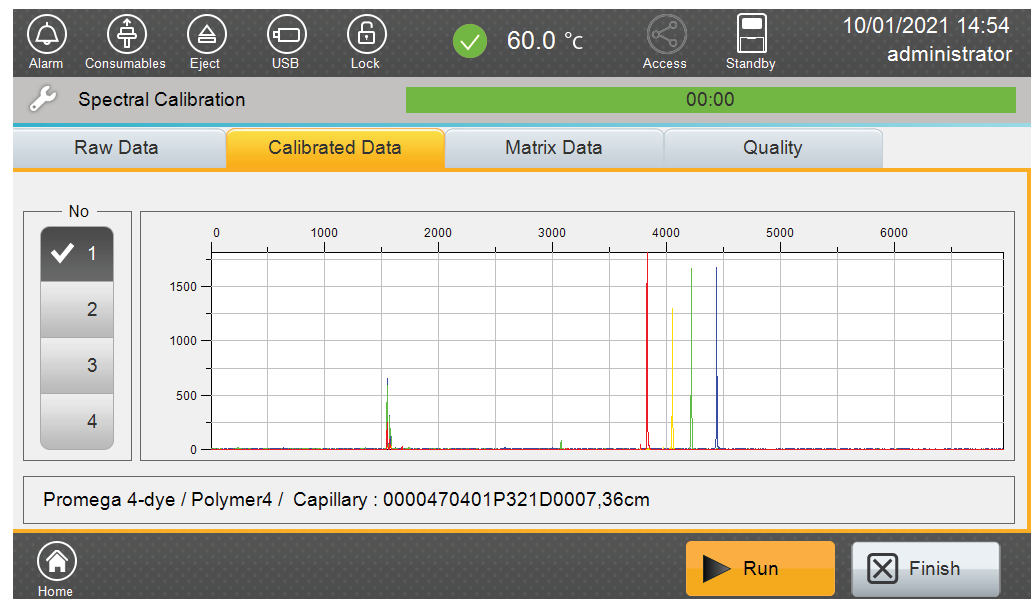 60.0 °c
10/01/2021 14:54
administrator
Alarm
Consumables
Eject
USB
Lock
Access
Standby
Spectral Calibration
00:00
Raw Data
Calibrated Data
Matrix Data
Quality
No
1
2
3
4
0 1000 2000 3000 4000 5000 6000
1500
1000
500
0
Promega 4-dye / Polymer4 / Capillary : 0000470401P321D0007,36cm
Home
Run
Finish